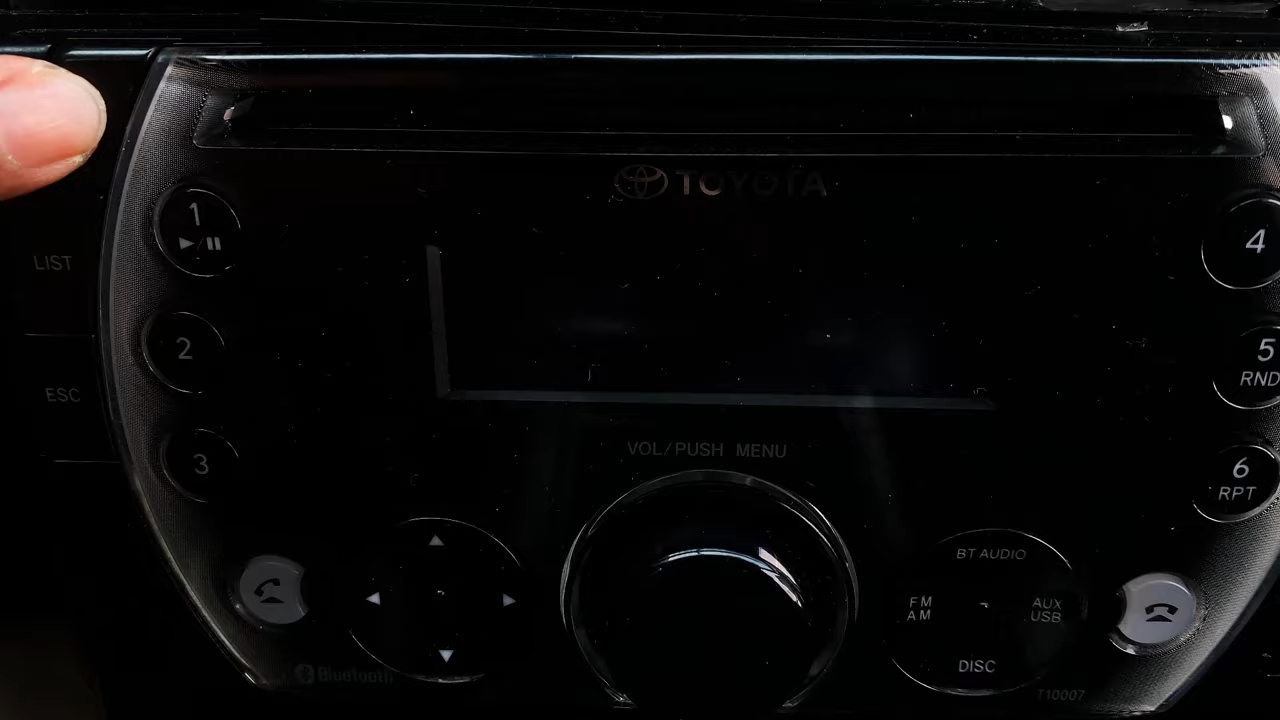 TOYOTA
1
LIST
2
ESC
3
4
5
RND
6
RPT
VOL/PUSH MENU
BT AUDIO
FM
AM
AUX
USB
DISC
Bluetooth
T10007